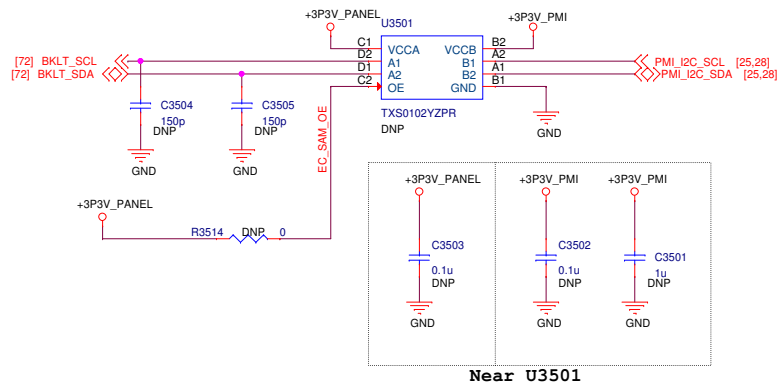 +3P3V_PANEL
U3501
+3P3V_PMI
C1 VCCA VCCB B2
[72] BKLT_SCL D2 A1 B1 A2 PMI_I2C_SCL [25,28]
[72] BKLT_SDA D1 A2 B2 A1 PMI_I2C_SDA [25,28]
C2 OE GND B1
C3504
150p
DNP
GND
C3505
150p
DNP
GND
EC_SAM_OE
TXS0102YZPR
DNP
GND
+3P3V_PANEL
R3514 DNP 0
+3P3V_PANEL
C3503
0.1u
DNP
GND
+3P3V_PMI
C3502
0.1u
DNP
GND
+3P3V_PMI
C3501
1u
DNP
GND
Near U3501